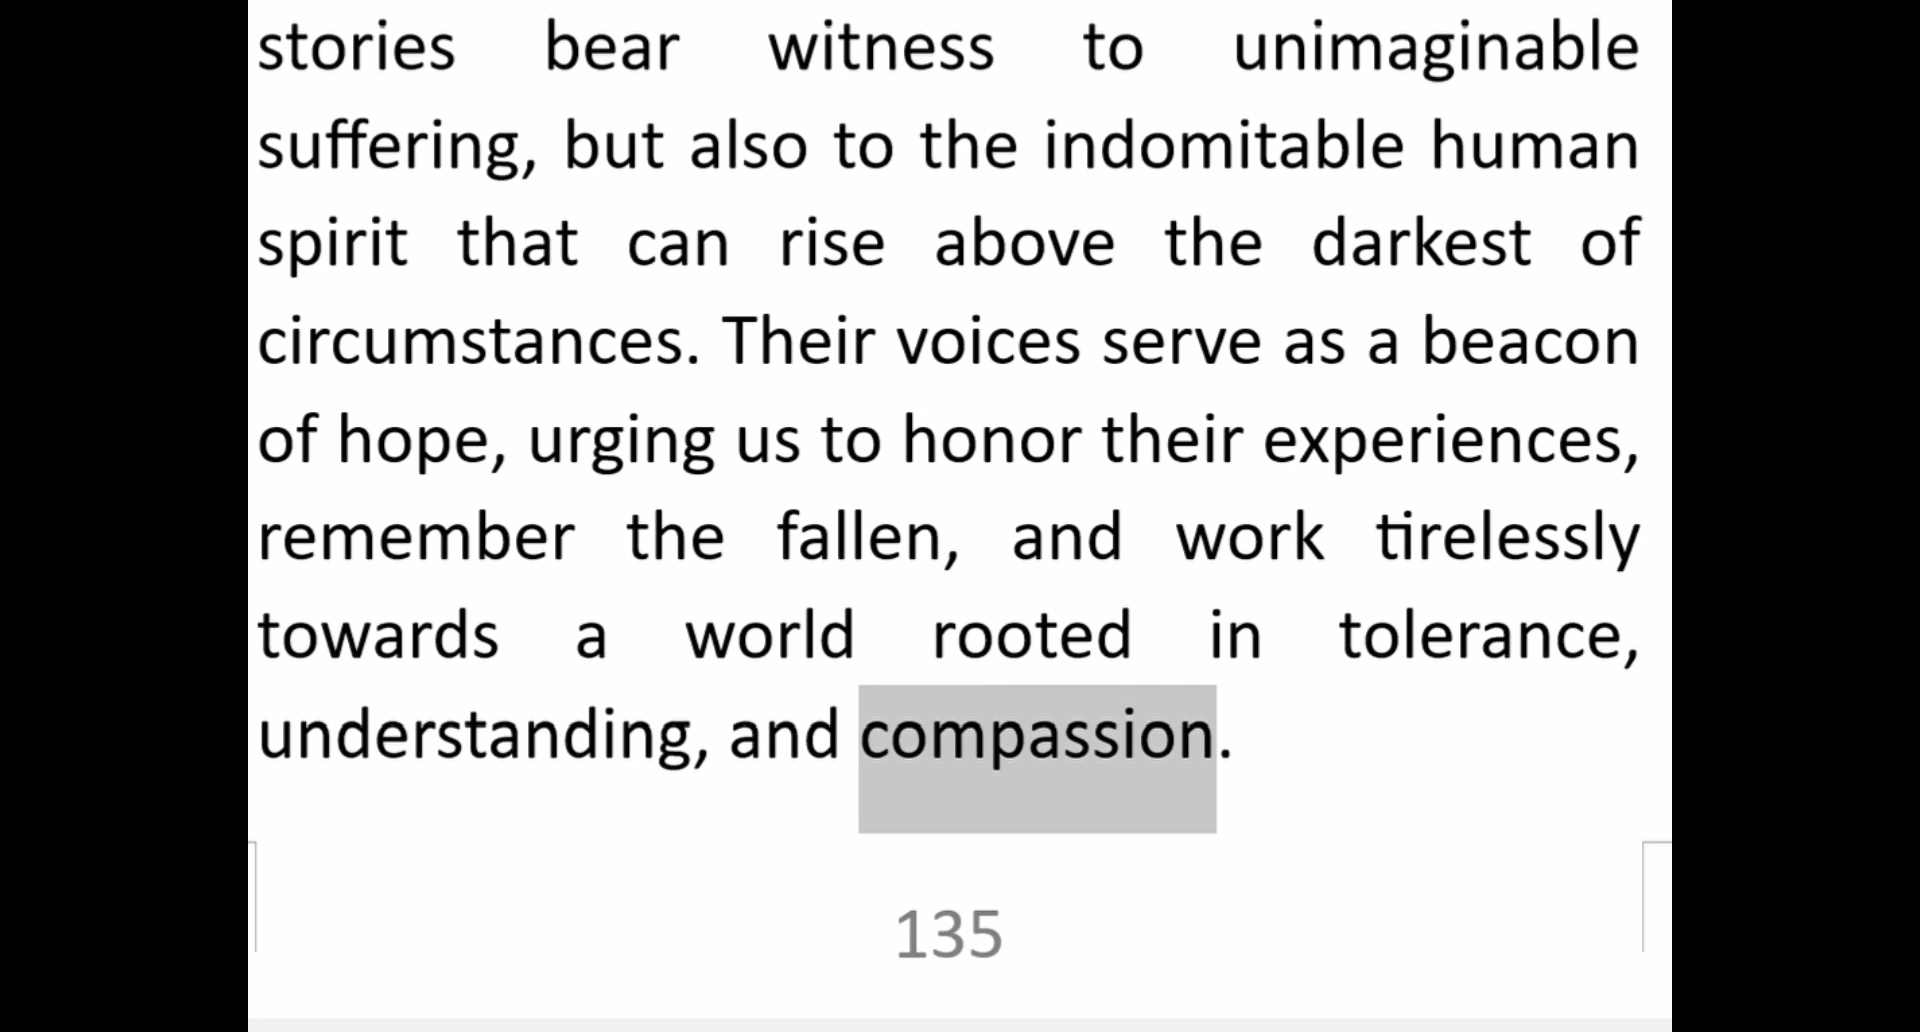 stories bear witness to unimaginable
suffering, but also to the indomitable human
spirit that can rise above the darkest of
circumstances. Their voices serve as a beacon
of hope, urging us to honor their experiences,
remember the fallen, and work tirelessly
towards a world rooted in tolerance,
understanding, and compassion.
135